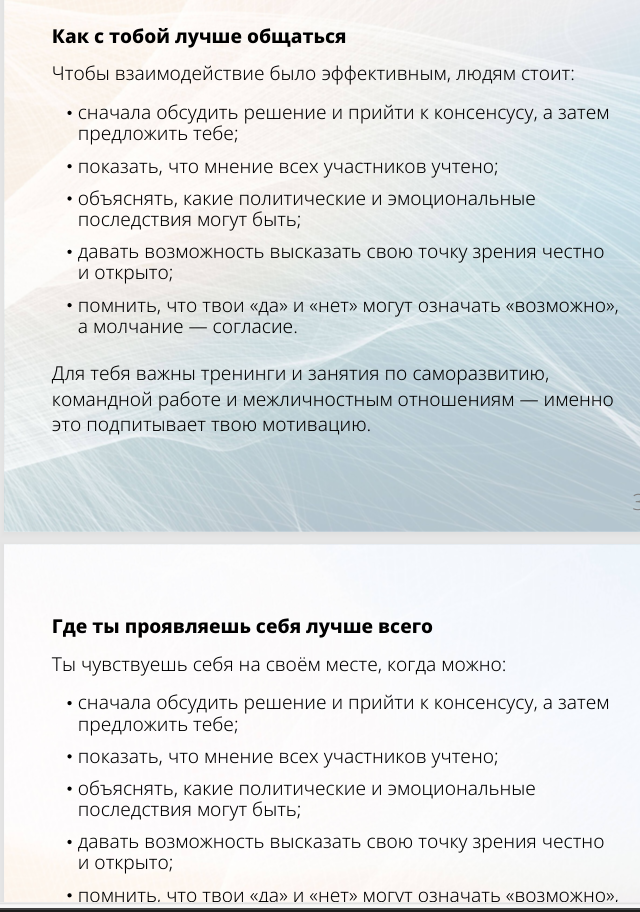 Как с тобой лучше общаться
Чтобы взаимодействие было эффективным, людям стоит:
• сначала обсудить решение и прийти к консенсусу, а затем
предложить тебе;
• показать, что мнение всех участников учтено;
• объяснять, какие политические и эмоциональные
последствия могут быть;
• давать возможность высказать свою точку зрения честно
и открыто;
• помнить, что твои «да» и «нет» могут означать «возможно»,
а молчание — согласие.
Для тебя важны тренинги и занятия по саморазвитию,
командной работе и межличностным отношениям — именно
это подпитывает твою мотивацию.
Где ты проявляешь себя лучше всего
Ты чувствуешь себя на своём месте, когда можно:
• сначала обсудить решение и прийти к консенсусу, а затем
предложить тебе;
• показать, что мнение всех участников учтено;
• объяснять, какие политические и эмоциональные
последствия могут быть;
• давать возможность высказать свою точку зрения честно
и открыто;
• помнить, что твои «да» и «нет» могут означать «возможно»,